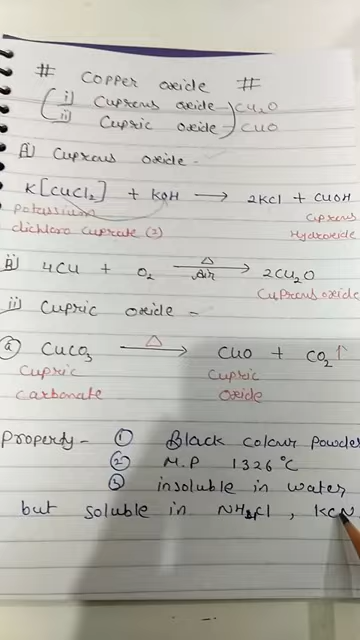 # Copper oxide #
i) Cuprous oxide - Cu2O
ii) Cupric oxide - CuO
A) Cuprous oxide -
K[CuCl2] + KOH → 2KCl + CuOH
potassium cuprous
dichloro cuprate (I) Hydroxide
B) 4Cu + O2 Δ Air → 2Cu2O
Cuprous oxide
ii) Cupric oxide -
a) CuCO3 Δ → CuO + CO2↑
Cupric Cupric
carbonate oxide
Property - ① Black colour powder
② M.P 1326 °C
③ insoluble in water
but soluble in NH4Cl, KCN